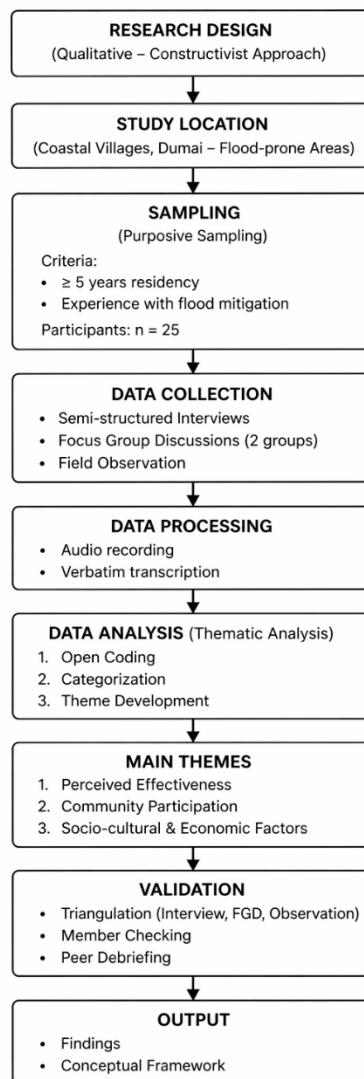 RESEARCH DESIGN
(Qualitative – Constructivist Approach)
STUDY LOCATION
(Coastal Villages, Dumai – Flood-prone Areas)
SAMPLING
(Purposive Sampling)
Criteria:
• ≥ 5 years residency
• Experience with flood mitigation
Participants: n = 25
DATA COLLECTION
• Semi-structured Interviews
• Focus Group Discussions (2 groups)
• Field Observation
DATA PROCESSING
• Audio recording
• Verbatim transcription
DATA ANALYSIS (Thematic Analysis)
1. Open Coding
2. Categorization
3. Theme Development
MAIN THEMES
1. Perceived Effectiveness
2. Community Participation
3. Socio-cultural & Economic Factors
VALIDATION
• Triangulation (Interview, FGD, Observation)
• Member Checking
• Peer Debriefing
OUTPUT
• Findings
• Conceptual Framework